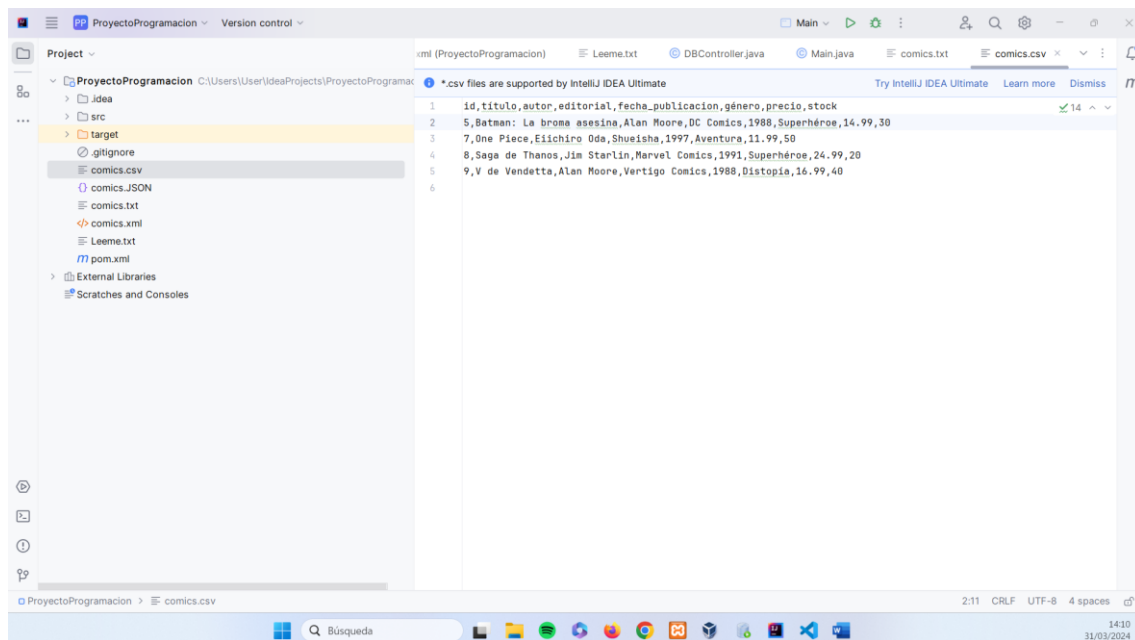 PP ProyectoProgramacion Version control Main
Project
ml (ProyectoProgramacion) Leeme.txt DBController.java Main.java comics.txt comics.csv
ProyectoProgramacion C:\Users\User\IdeaProjects\ProyectoProgramac
*.csv files are supported by IntelliJ IDEA Ultimate Try IntelliJ IDEA Ultimate Learn more Dismiss
.idea
src
target
.gitignore
comics.csv
comics.JSON
comics.txt
comics.xml
Leeme.txt
pom.xml
External Libraries
Scratches and Consoles
1 id,titulo,autor,editorial,fecha_publicacion,género,precio,stock
14
2 5,Batman: La broma asesina,Alan Moore,DC Comics,1988,Superhéroe,14.99,30
3 7,One Piece,Eiichiro Oda,Shueisha,1997,Aventura,11.99,50
4 8,Saga de Thanos,Jim Starlin,Marvel Comics,1991,Superhéroe,24.99,20
5 9,V de Vendetta,Alan Moore,Vertigo Comics,1988,Distopía,16.99,40
6
ProyectoProgramacion > comics.csv 2:11 CRLF UTF-8 4 spaces
Búsqueda
14:10
31/03/2024